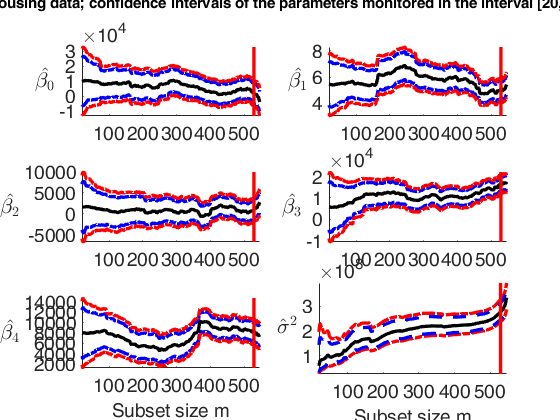 ousing data; confidence intervals of the parameters monitored in the interval [20,
×10⁴
3
2
1
0
-1
β̂₀
100 200 300 400 500
8
6
4
β̂₁
100 200 300 400 500
10000
5000
0
-5000
β̂₂
100 200 300 400 500
×10⁴
2
1
0
-1
β̂₃
100 200 300 400 500
14000
12000
10000
8000
6000
4000
2000
β̂₄
100 200 300 400 500
Subset size m
×10⁸
3
2
1
σ̂²
100 200 300 400 500
Subset size m